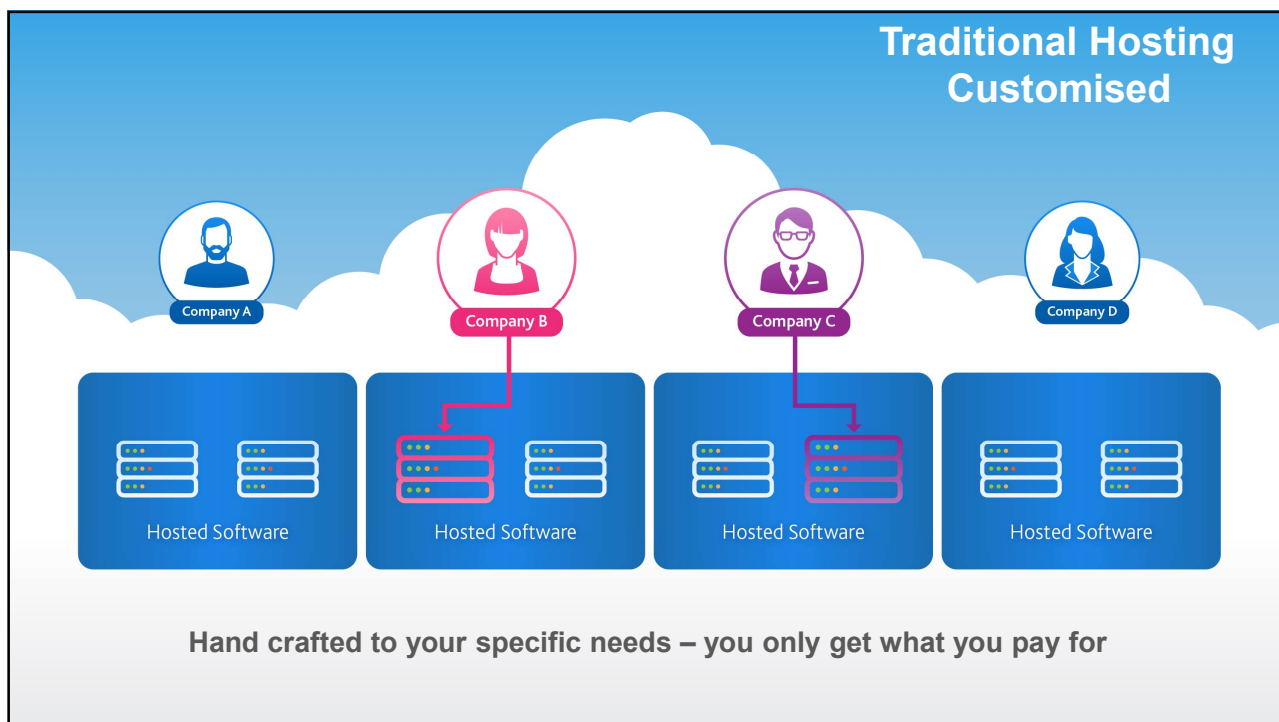 Traditional Hosting
Customised
Company A
Company B
Company C
Company D
Hosted Software
Hosted Software
Hosted Software
Hosted Software
Hand crafted to your specific needs – you only get what you pay for